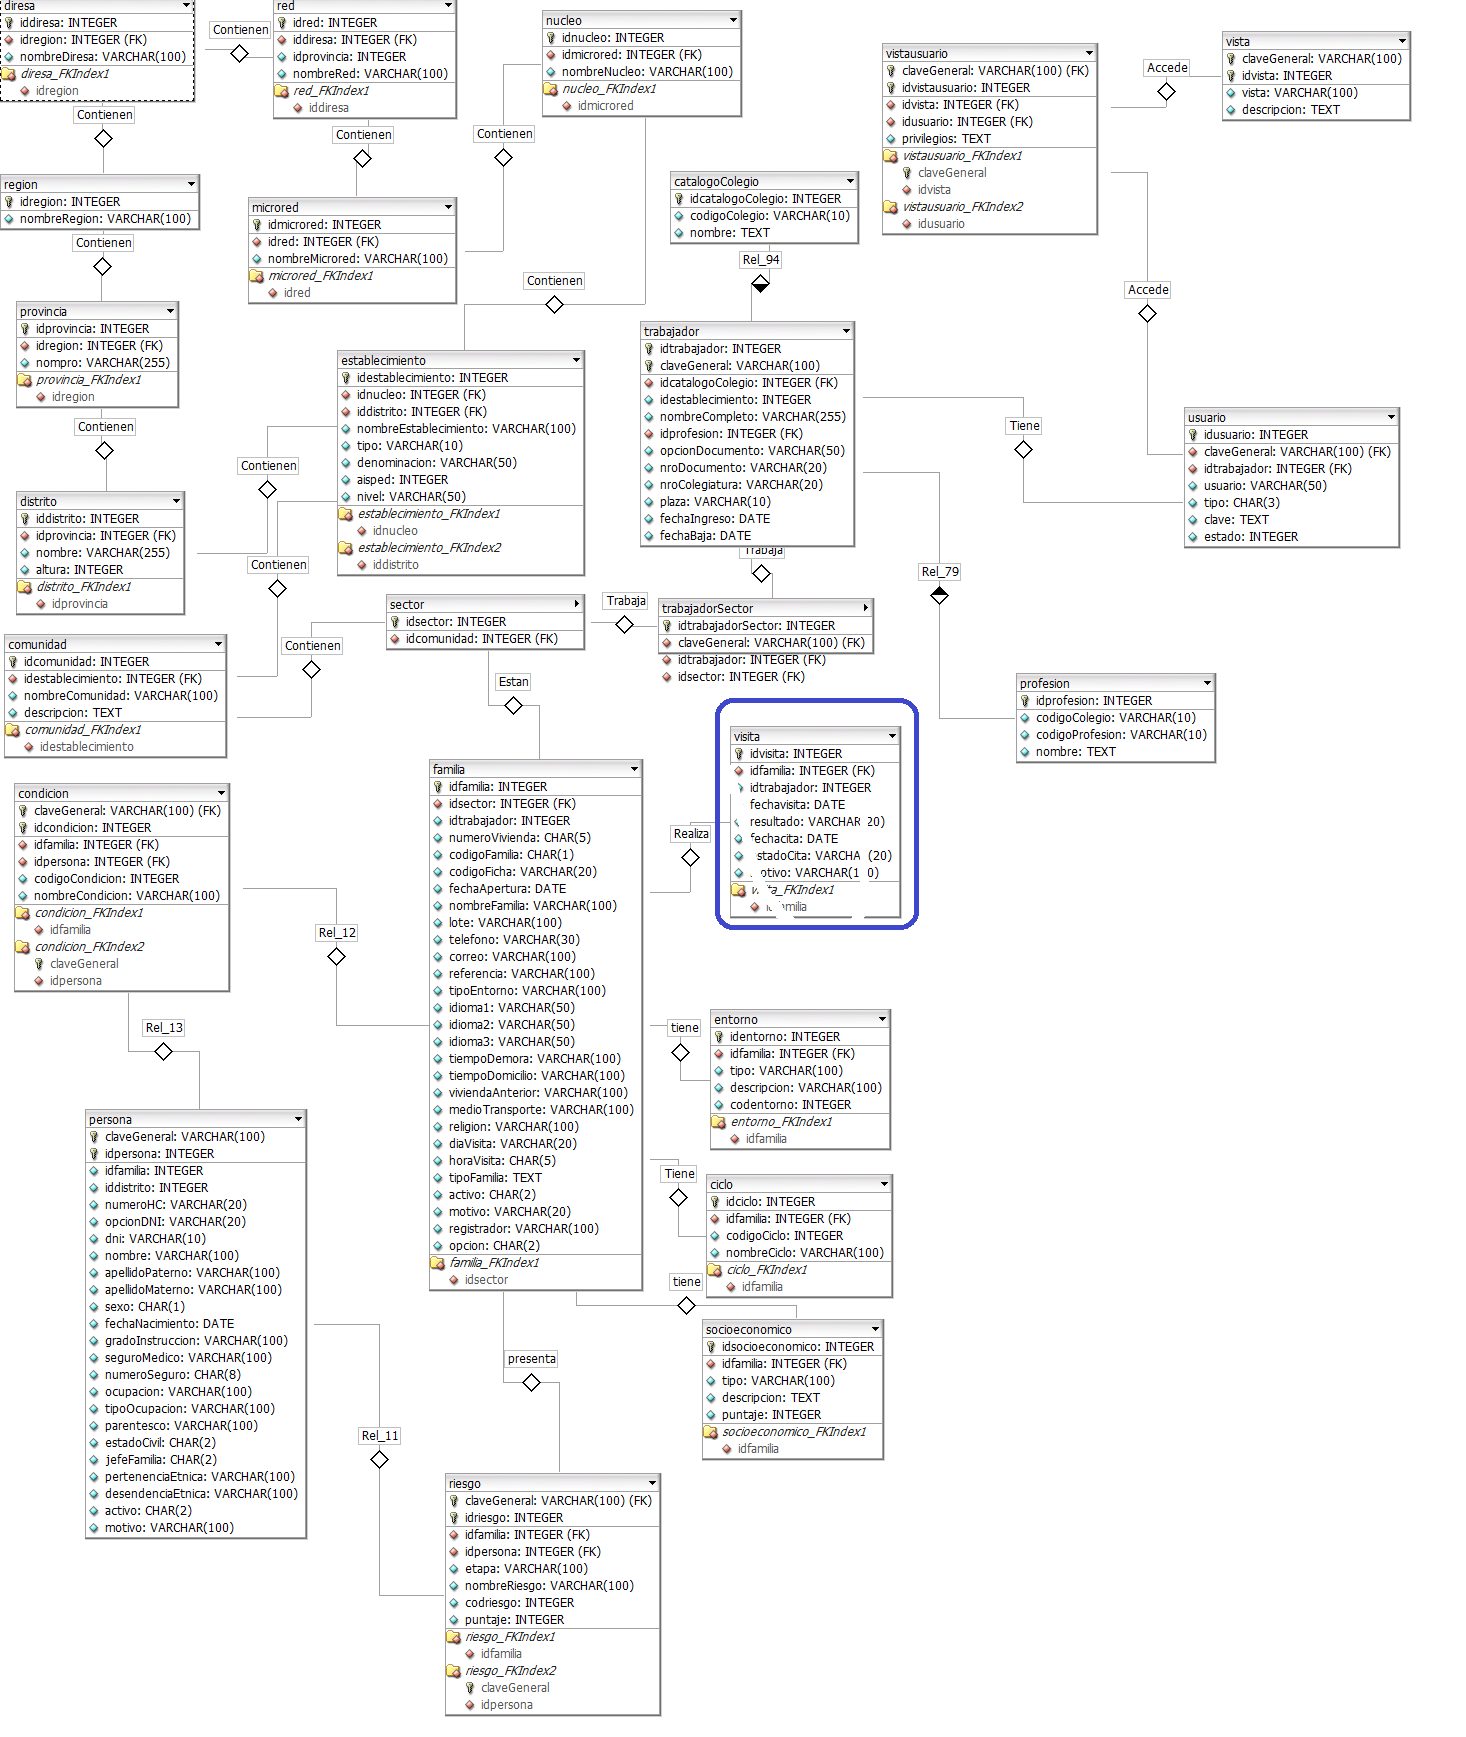 diresa
iddiresa: INTEGER
idregion: INTEGER (FK)
nombreDiresa: VARCHAR(100)
diresa_FKIndex1
idregion
Contienen
red
idred: INTEGER
iddiresa: INTEGER (FK)
idprovincia: INTEGER
nombreRed: VARCHAR(100)
red_FKIndex1
iddiresa
Contienen
nucleo
idnucleo: INTEGER
idmicrored: INTEGER (FK)
nombreNucleo: VARCHAR(100)
nucleo_FKIndex1
idmicrored
Contienen
vistausuario
claveGeneral: VARCHAR(100) (FK)
idvistausuario: INTEGER
idvista: INTEGER (FK)
idusuario: INTEGER (FK)
privilegios: TEXT
vistausuario_FKIndex1
claveGeneral
idvista
vistausuario_FKIndex2
idusuario
Accede
vista
claveGeneral: VARCHAR(100)
idvista: INTEGER
vista: VARCHAR(100)
descripcion: TEXT
Contienen
region
idregion: INTEGER
nombreRegion: VARCHAR(100)
Contienen
microred
idmicrored: INTEGER
idred: INTEGER (FK)
nombreMicrored: VARCHAR(100)
microred_FKIndex1
idred
catalogoColegio
idcatalogoColegio: INTEGER
codigoColegio: VARCHAR(10)
nombre: TEXT
Rel_94
Contienen
Accede
provincia
idprovincia: INTEGER
idregion: INTEGER (FK)
nompro: VARCHAR(255)
provincia_FKIndex1
idregion
Contienen
establecimiento
idestablecimiento: INTEGER
idnucleo: INTEGER (FK)
iddistrito: INTEGER (FK)
nombreEstablecimiento: VARCHAR(100)
tipo: VARCHAR(10)
denominacion: VARCHAR(50)
aisped: INTEGER
nivel: VARCHAR(50)
establecimiento_FKIndex1
idnucleo
establecimiento_FKIndex2
iddistrito
Contienen
trabajador
idtrabajador: INTEGER
claveGeneral: VARCHAR(100)
idcatalogoColegio: INTEGER (FK)
idestablecimiento: INTEGER
nombreCompleto: VARCHAR(255)
idprofesion: INTEGER (FK)
opcionDocumento: VARCHAR(50)
nroDocumento: VARCHAR(20)
nroColegiatura: VARCHAR(20)
plaza: VARCHAR(10)
fechaIngreso: DATE
fechaBaja: DATE
Trabaja
Tiene
usuario
idusuario: INTEGER
claveGeneral: VARCHAR(100) (FK)
idtrabajador: INTEGER (FK)
usuario: VARCHAR(50)
tipo: CHAR(3)
clave: TEXT
estado: INTEGER
Rel_79
distrito
iddistrito: INTEGER
idprovincia: INTEGER (FK)
nombre: VARCHAR(255)
altura: INTEGER
distrito_FKIndex1
idprovincia
Contienen
sector
idsector: INTEGER
idcomunidad: INTEGER (FK)
Trabaja
trabajadorSector
idtrabajadorSector: INTEGER
claveGeneral: VARCHAR(100) (FK)
idtrabajador: INTEGER (FK)
idsector: INTEGER (FK)
comunidad
idcomunidad: INTEGER
idestablecimiento: INTEGER (FK)
nombreComunidad: VARCHAR(100)
descripcion: TEXT
comunidad_FKIndex1
idestablecimiento
Contienen
Estan
profesion
idprofesion: INTEGER
codigoColegio: VARCHAR(10)
codigoProfesion: VARCHAR(10)
nombre: TEXT
visita
idvisita: INTEGER
idfamilia: INTEGER (FK)
idtrabajador: INTEGER
fechavisita: DATE
resultado: VARCHAR 20)
fechacita: DATE
stadoCita: VARCHA (20)
otivo: VARCHAR(1 0)
ta_FKIndex1
milia
Realiza
condicion
claveGeneral: VARCHAR(100) (FK)
idcondicion: INTEGER
idfamilia: INTEGER (FK)
idpersona: INTEGER (FK)
codigoCondicion: INTEGER
nombreCondicion: VARCHAR(100)
condicion_FKIndex1
idfamilia
condicion_FKIndex2
claveGeneral
idpersona
Rel_12
Rel_13
familia
idfamilia: INTEGER
idsector: INTEGER (FK)
idtrabajador: INTEGER
numeroVivienda: CHAR(5)
codigoFamilia: CHAR(1)
codigoFicha: VARCHAR(20)
fechaApertura: DATE
nombreFamilia: VARCHAR(100)
lote: VARCHAR(100)
telefono: VARCHAR(30)
correo: VARCHAR(100)
referencia: VARCHAR(100)
tipoEntorno: VARCHAR(100)
idioma1: VARCHAR(50)
idioma2: VARCHAR(50)
idioma3: VARCHAR(50)
tiempoDemora: VARCHAR(100)
tiempoDomicilio: VARCHAR(100)
viviendaAnterior: VARCHAR(100)
medioTransporte: VARCHAR(100)
religion: VARCHAR(100)
diaVisita: VARCHAR(20)
horaVisita: CHAR(5)
tipoFamilia: TEXT
activo: CHAR(2)
motivo: VARCHAR(20)
registrador: VARCHAR(100)
opcion: CHAR(2)
familia_FKIndex1
idsector
tiene
entorno
identorno: INTEGER
idfamilia: INTEGER (FK)
tipo: VARCHAR(100)
descripcion: VARCHAR(100)
codentorno: INTEGER
entorno_FKIndex1
idfamilia
Tiene
ciclo
idciclo: INTEGER
idfamilia: INTEGER (FK)
codigoCiclo: INTEGER
nombreCiclo: VARCHAR(100)
ciclo_FKIndex1
idfamilia
tiene
socioeconomico
idsocioeconomico: INTEGER
idfamilia: INTEGER (FK)
tipo: VARCHAR(100)
descripcion: TEXT
puntaje: INTEGER
socioeconomico_FKIndex1
idfamilia
persona
claveGeneral: VARCHAR(100)
idpersona: INTEGER
idfamilia: INTEGER
iddistrito: INTEGER
numeroHC: VARCHAR(20)
opcionDNI: VARCHAR(20)
dni: VARCHAR(10)
nombre: VARCHAR(100)
apellidoPaterno: VARCHAR(100)
apellidoMaterno: VARCHAR(100)
sexo: CHAR(1)
fechaNacimiento: DATE
gradoInstruccion: VARCHAR(100)
seguroMedico: VARCHAR(100)
numeroSeguro: CHAR(8)
ocupacion: VARCHAR(100)
tipoOcupacion: VARCHAR(100)
parentesco: VARCHAR(100)
estadoCivil: CHAR(2)
jefeFamilia: CHAR(2)
pertenenciaEtnica: VARCHAR(100)
desendenciaEtnica: VARCHAR(100)
activo: CHAR(2)
motivo: VARCHAR(100)
presenta
Rel_11
riesgo
claveGeneral: VARCHAR(100) (FK)
idriesgo: INTEGER
idfamilia: INTEGER (FK)
idpersona: INTEGER (FK)
etapa: VARCHAR(100)
nombreRiesgo: VARCHAR(100)
codriesgo: INTEGER
puntaje: INTEGER
riesgo_FKIndex1
idfamilia
riesgo_FKIndex2
claveGeneral
idpersona